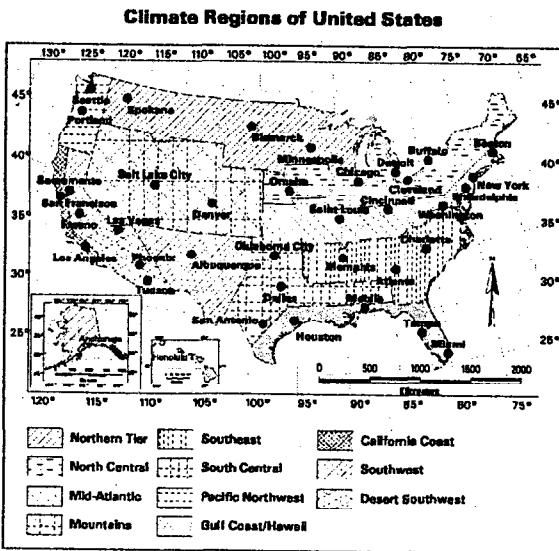 Climate Regions of United States
130° 125° 120° 115° 110° 105° 100° 95° 90° 85° 80° 75° 70° 65°
45° Seattle Spokane 45°
Portland
Bismarck
Minneapolis Buffalo Boston
40° Detroit 40°
Salt Lake City Chicago
Omaha Cleveland New York
Sacramento Philadelphia
San Francisco Denver Saint Louis Cincinnati Washington
35° Fresno Las Vegas 35°
Oklahoma City Charlotte
Los Angeles Phoenix Albuquerque Memphis
30° Tucson Atlanta 30°
Dallas
San Antonio Mobile
Houston Tampa
25° Anchorage Miami 25°
Honolulu
0 500 1000 1500 2000
Kilometers
120° 115° 110° 105° 100° 95° 90° 85° 80° 75°
Northern Tier Southeast California Coast
North Central South Central Southwest
Mid-Atlantic Pacific Northwest Desert Southwest
Mountains Gulf Coast/Hawaii